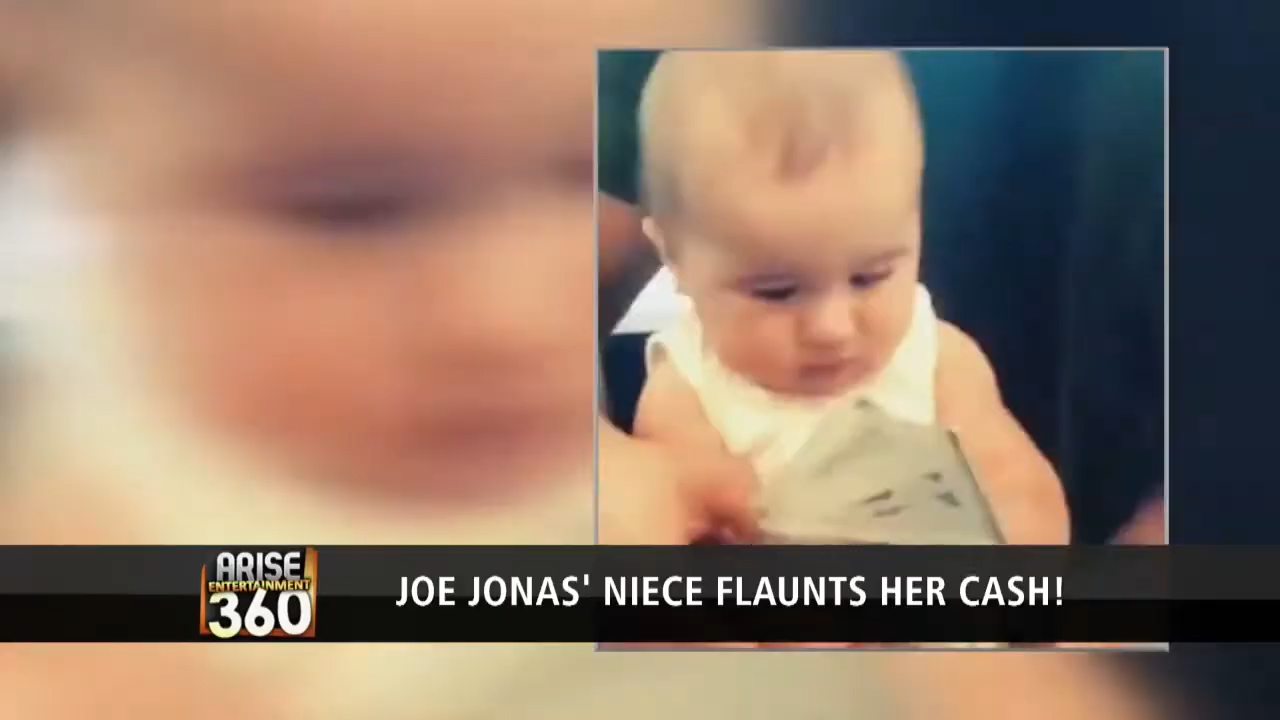 ARISE
ENTERTAINMENT
360
JOE JONAS' NIECE FLAUNTS HER CASH!